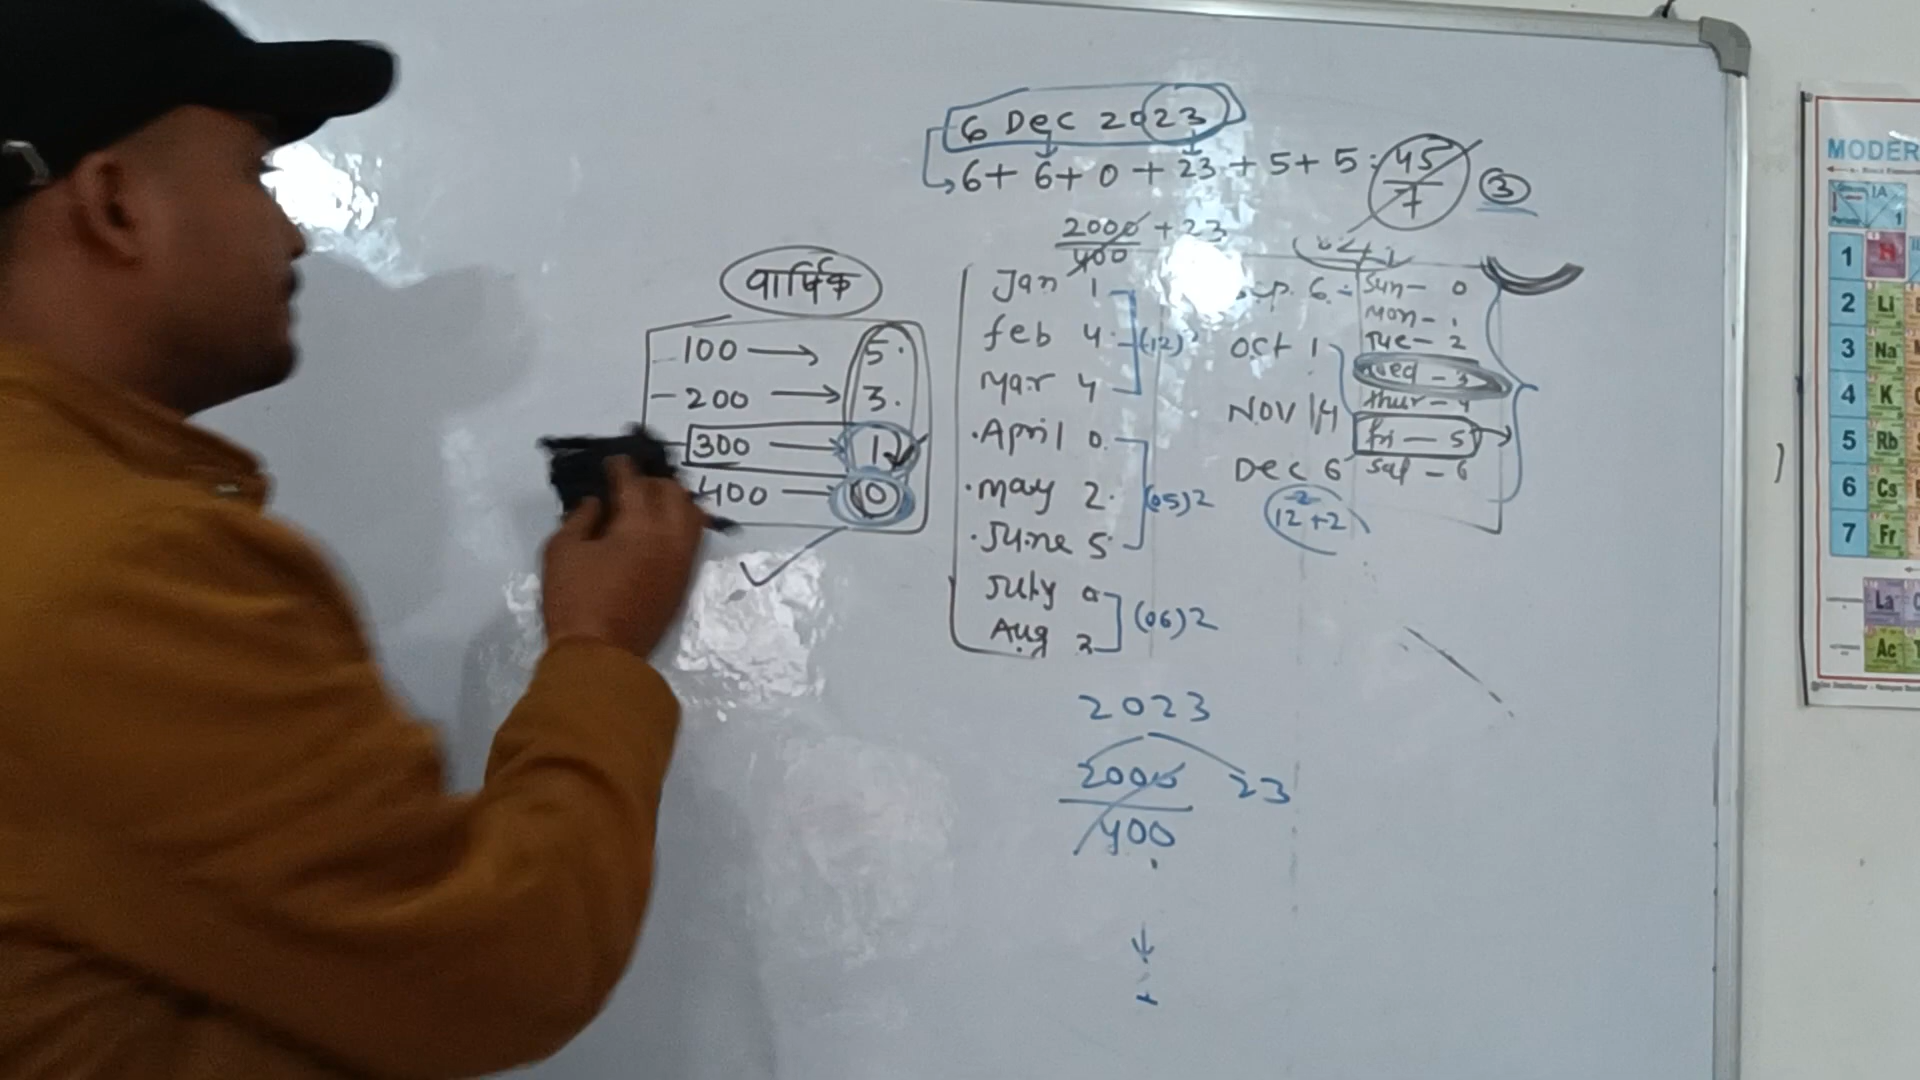 6 Dec 2023
6+ 6+ 0 + 23 + 5+ 5 : 45/7 3
2000/400 + 23
वार्षिक
100 → 5
200 → 3
300 → 1
400 → 0
Jan 1
feb 4
Mar 4
(12)²
April 0
may 2
June 5
(05)2
July 0
Aug 3
(06)2
6
Oct 1
NOV 4
Dec 6
12+2
Sun- 0
Mon-
Tue- 2
wed - 3
thur- 4
fri - 5
sat - 6
2023
2000/400 23
MODER
IA
1
2
3
4
5
6
7
Li
Na
K
Rb
Cs
Fr
La
Ac